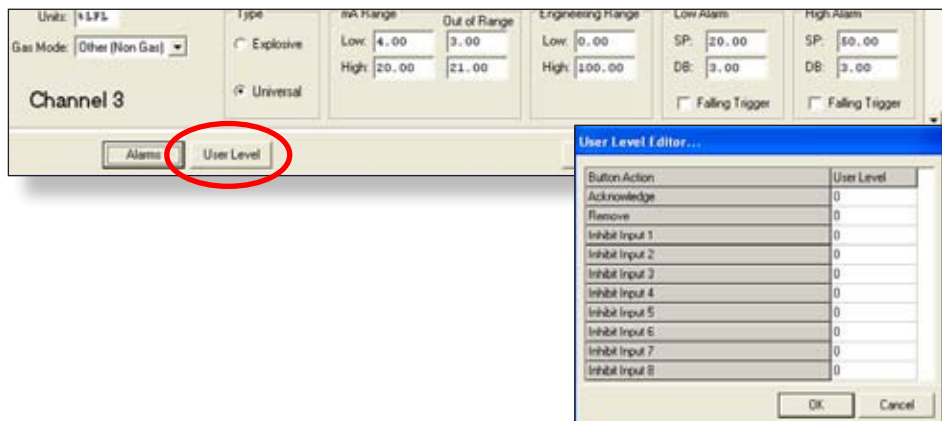 Units: %LFL
Type
mA Range
Out of Range
Engineering Range
Low Alarm
High Alarm
Gas Mode: Other (Non Gas)
Explosive
Low: 4.00
3.00
Low: 0.00
SP: 20.00
SP: 50.00
High: 20.00
21.00
High: 100.00
DB: 3.00
DB: 3.00
Channel 3
Universal
Falling Trigger
Falling Trigger
Alarms
User Level
User Level Editor...
Button Action User Level
Acknowledge 0
Remove 0
Inhibit Input 1 0
Inhibit Input 2 0
Inhibit Input 3 0
Inhibit Input 4 0
Inhibit Input 5 0
Inhibit Input 6 0
Inhibit Input 7 0
Inhibit Input 8 0
OK
Cancel